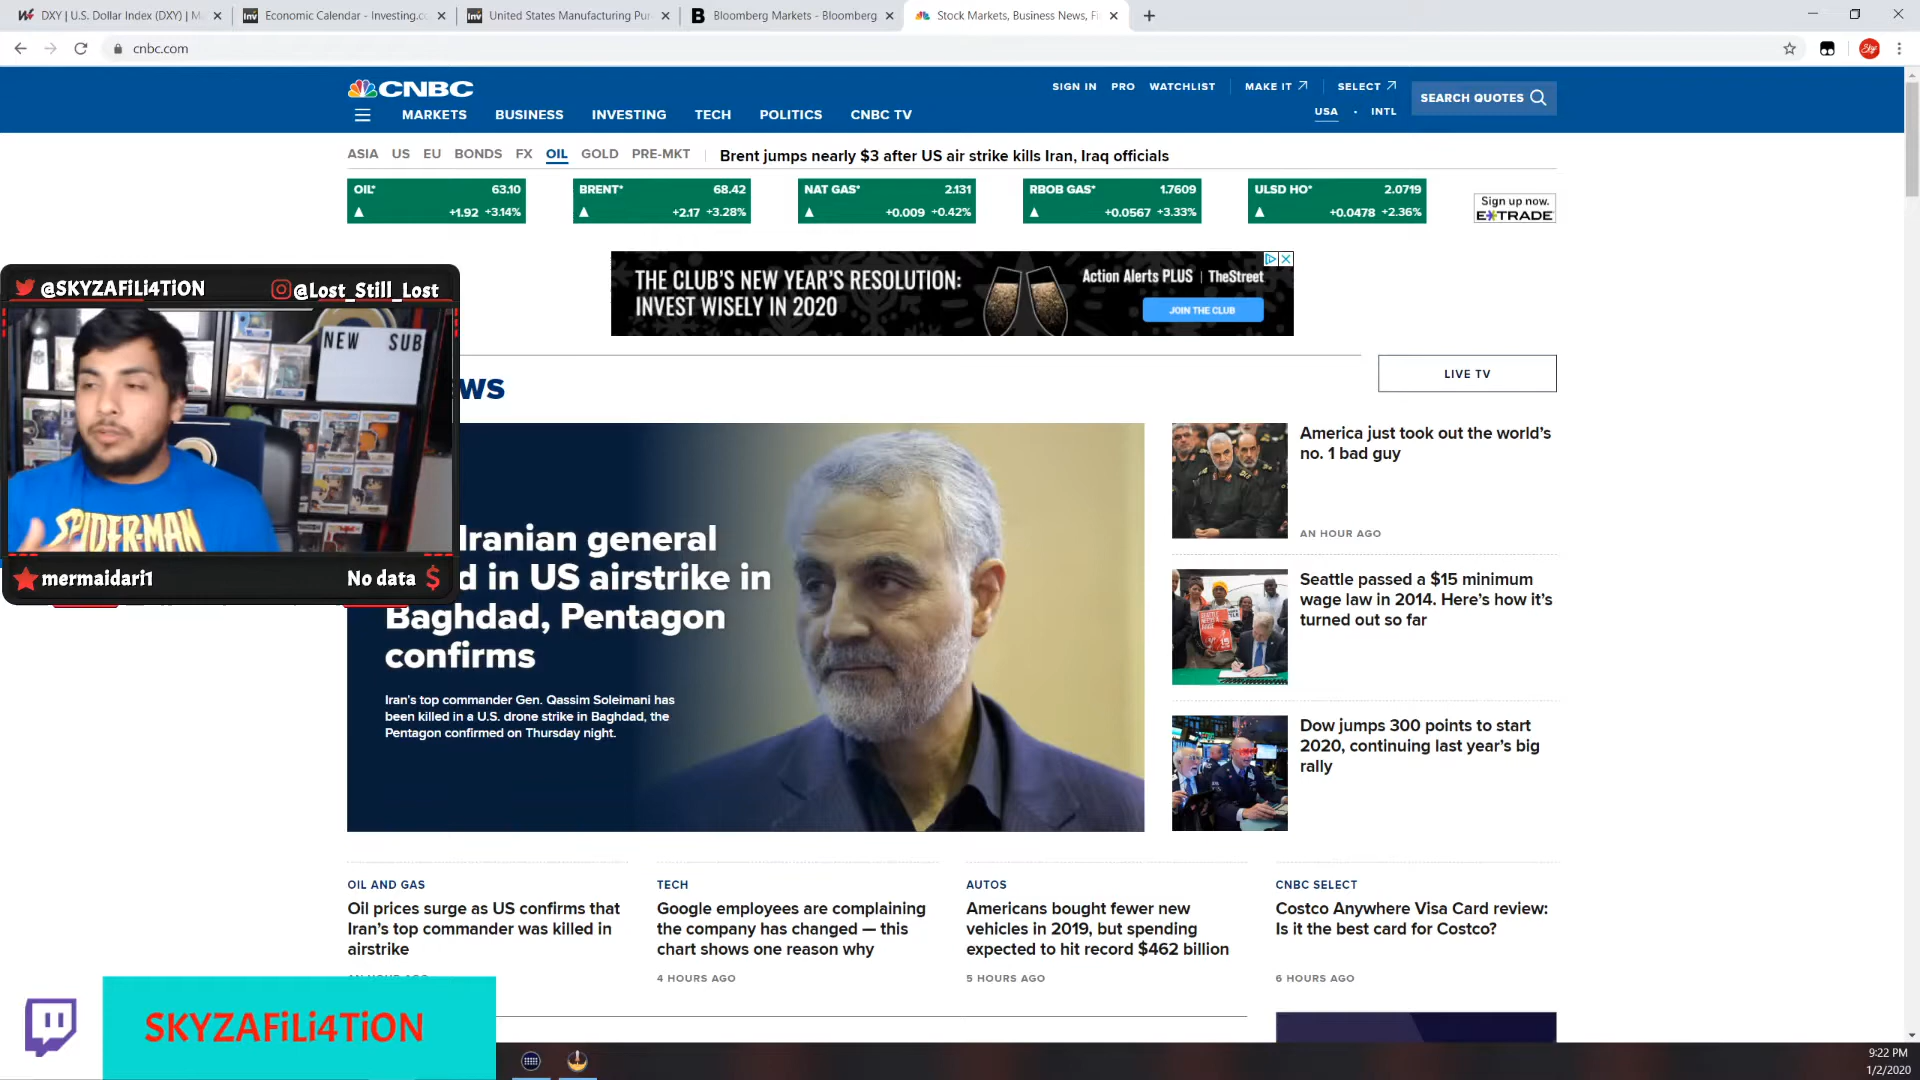 DXY | U.S. Dollar Index (DXY) | M
Economic Calendar - Investing.co
United States Manufacturing Pur
Bloomberg Markets - Bloomberg
Stock Markets, Business News, Fi
cnbc.com
CNBC
SIGN IN PRO WATCHLIST MAKE IT SELECT
SEARCH QUOTES
USA · INTL
MARKETS BUSINESS INVESTING TECH POLITICS CNBC TV
ASIA US EU BONDS FX OIL GOLD PRE-MKT
Brent jumps nearly $3 after US air strike kills Iran, Iraq officials
OIL* 63.10
+1.92 +3.14%
BRENT* 68.42
+2.17 +3.28%
NAT GAS* 2.131
+0.009 +0.42%
RBOB GAS* 1.7609
+0.0567 +3.33%
ULSD HO* 2.0719
+0.0478 +2.36%
Sign up now.
E*TRADE
THE CLUB'S NEW YEAR'S RESOLUTION:
INVEST WISELY IN 2020
Action Alerts PLUS | TheStreet
JOIN THE CLUB
@SKYZAFiLi4TiON @Lost_Still_Lost
NEW SUB
SPIDER-MAN
mermaidari1 No data $
WS
LIVE TV
Iranian general
d in US airstrike in
Baghdad, Pentagon
confirms
Iran's top commander Gen. Qassim Soleimani has
been killed in a U.S. drone strike in Baghdad, the
Pentagon confirmed on Thursday night.
America just took out the world's
no. 1 bad guy
AN HOUR AGO
Seattle passed a $15 minimum
wage law in 2014. Here's how it's
turned out so far
Dow jumps 300 points to start
2020, continuing last year's big
rally
OIL AND GAS
Oil prices surge as US confirms that
Iran's top commander was killed in
airstrike
AN HOUR AGO
TECH
Google employees are complaining
the company has changed — this
chart shows one reason why
4 HOURS AGO
AUTOS
Americans bought fewer new
vehicles in 2019, but spending
expected to hit record $462 billion
5 HOURS AGO
CNBC SELECT
Costco Anywhere Visa Card review:
Is it the best card for Costco?
6 HOURS AGO
SKYZAFiLi4TiON
9:22 PM
1/2/2020